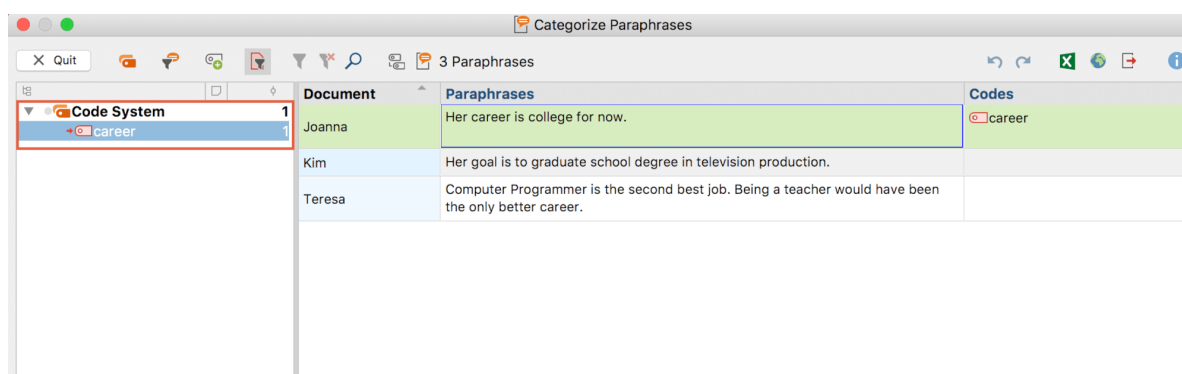 Categorize Paraphrases
Quit
3 Paraphrases
Document Paraphrases Codes
Code System 1
career 1
Joanna Her career is college for now. career
Kim Her goal is to graduate school degree in television production.
Teresa Computer Programmer is the second best job. Being a teacher would have been
the only better career.